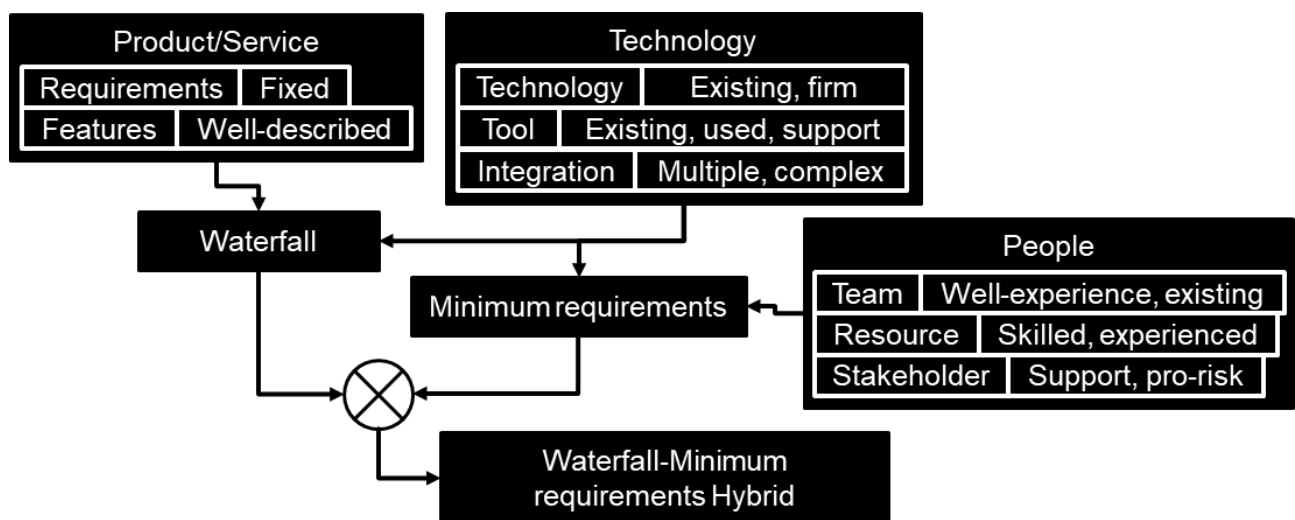 Product/Service
Requirements Fixed
Features Well-described
Technology
Technology Existing, firm
Tool Existing, used, support
Integration Multiple, complex
Waterfall
People
Team Well-experience, existing
Resource Skilled, experienced
Stakeholder Support, pro-risk
Minimum requirements
Waterfall-Minimum
requirements Hybrid